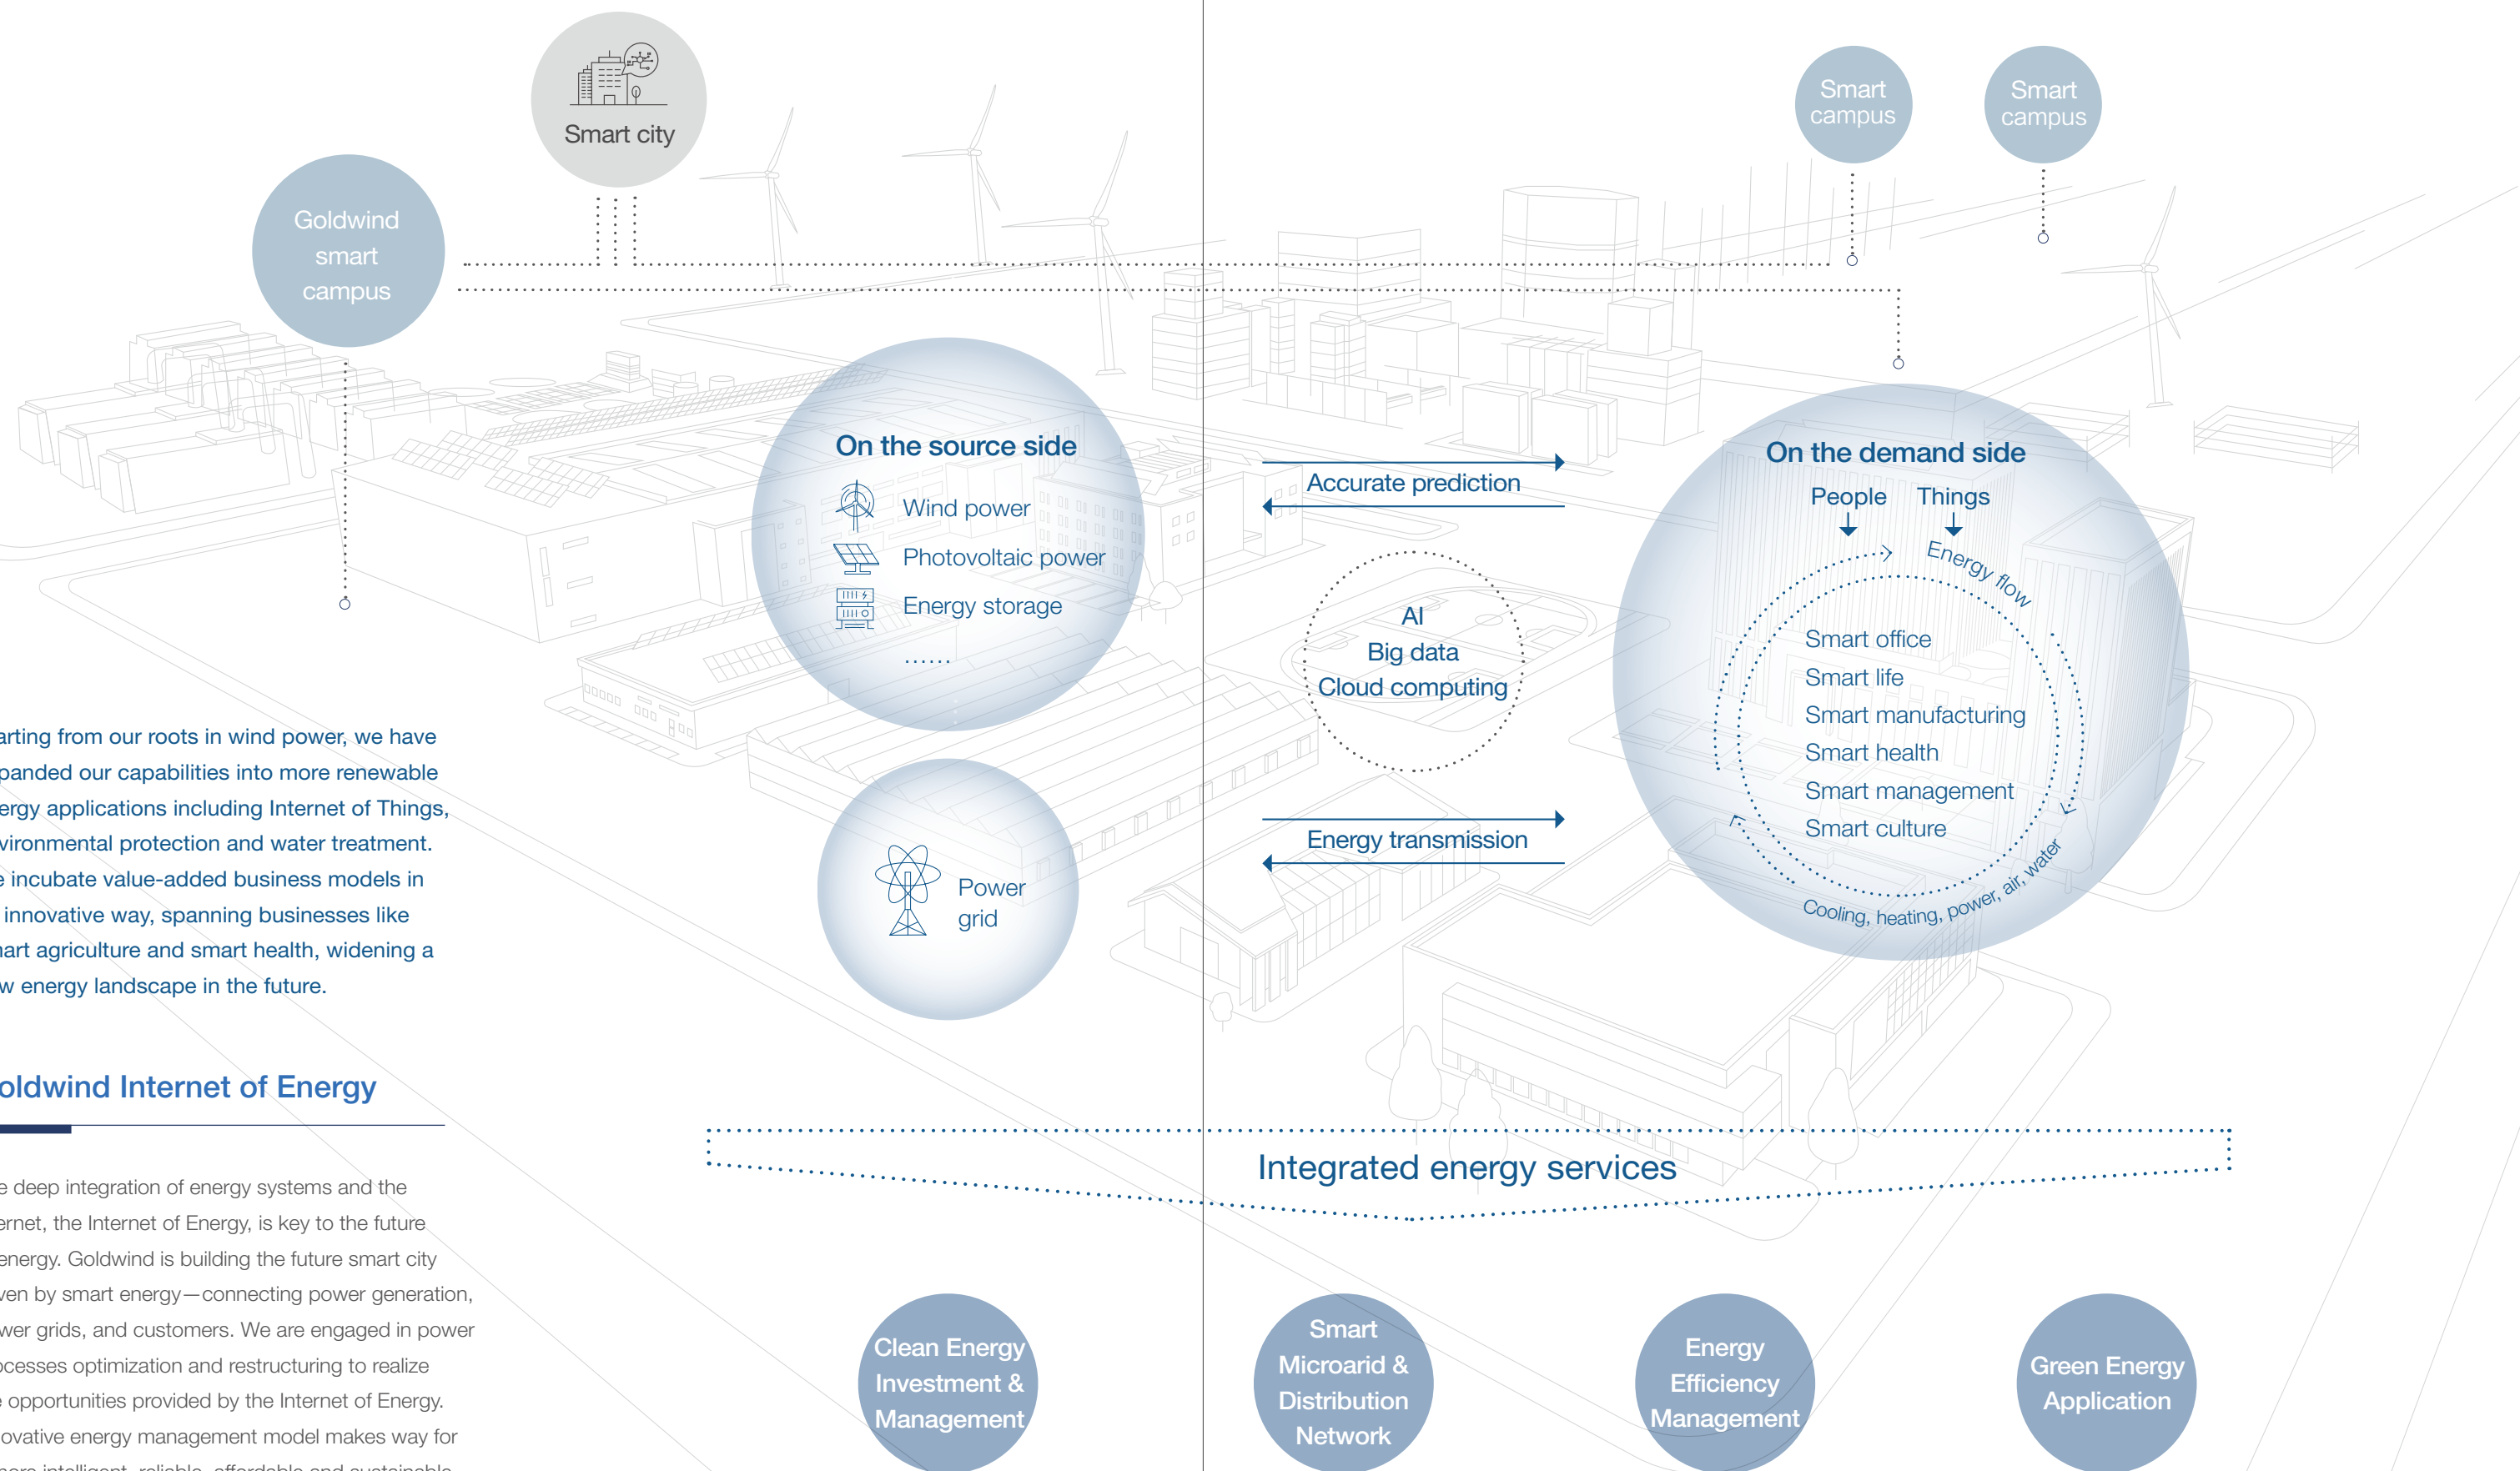 Smart city
Goldwind
smart
campus
Smart
campus
Smart
campus
On the source side
Wind power
Photovoltaic power
Energy storage
......
Power
grid
Accurate prediction
AI
Big data
Cloud computing
Energy transmission
On the demand side
People Things
Energy flow
Smart office
Smart life
Smart manufacturing
Smart health
Smart management
Smart culture
Cooling, heating, power, air, water
arting from our roots in wind power, we have
panded our capabilities into more renewable
ergy applications including Internet of Things,
vironmental protection and water treatment.
e incubate value-added business models in
innovative way, spanning businesses like
nart agriculture and smart health, widening a
w energy landscape in the future.
oldwind Internet of Energy
e deep integration of energy systems and the
ernet, the Internet of Energy, is key to the future
energy. Goldwind is building the future smart city
ven by smart energy—connecting power generation,
wer grids, and customers. We are engaged in power
ocesses optimization and restructuring to realize
e opportunities provided by the Internet of Energy.
novative energy management model makes way for
more intelligent, reliable, affordable and sustainable
Integrated energy services
Clean Energy
Investment &
Management
Smart
Microarid &
Distribution
Network
Energy
Efficiency
Management
Green Energy
Application